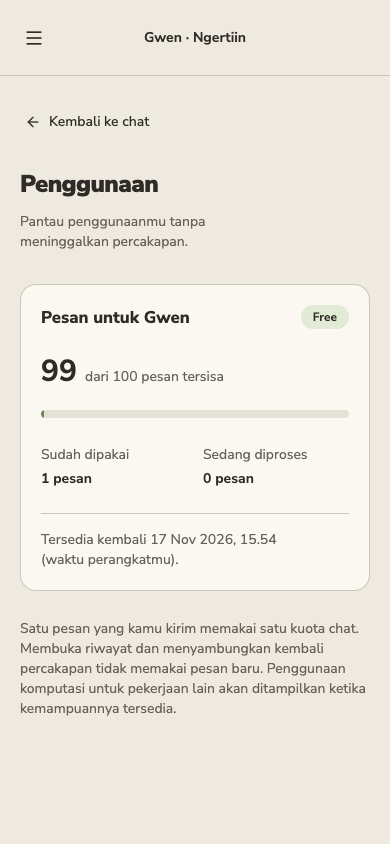 Gwen · Ngertiin
Kembali ke chat
Penggunaan
Pantau penggunaanmu tanpa
meninggalkan percakapan.
Pesan untuk Gwen
Free
99 dari 100 pesan tersisa
Sudah dipakai
1 pesan
Sedang diproses
0 pesan
Tersedia kembali 17 Nov 2026, 15.54
(waktu perangkatmu).
Satu pesan yang kamu kirim memakai satu kuota chat.
Membuka riwayat dan menyambungkan kembali
percakapan tidak memakai pesan baru. Penggunaan
komputasi untuk pekerjaan lain akan ditampilkan ketika
kemampuannya tersedia.